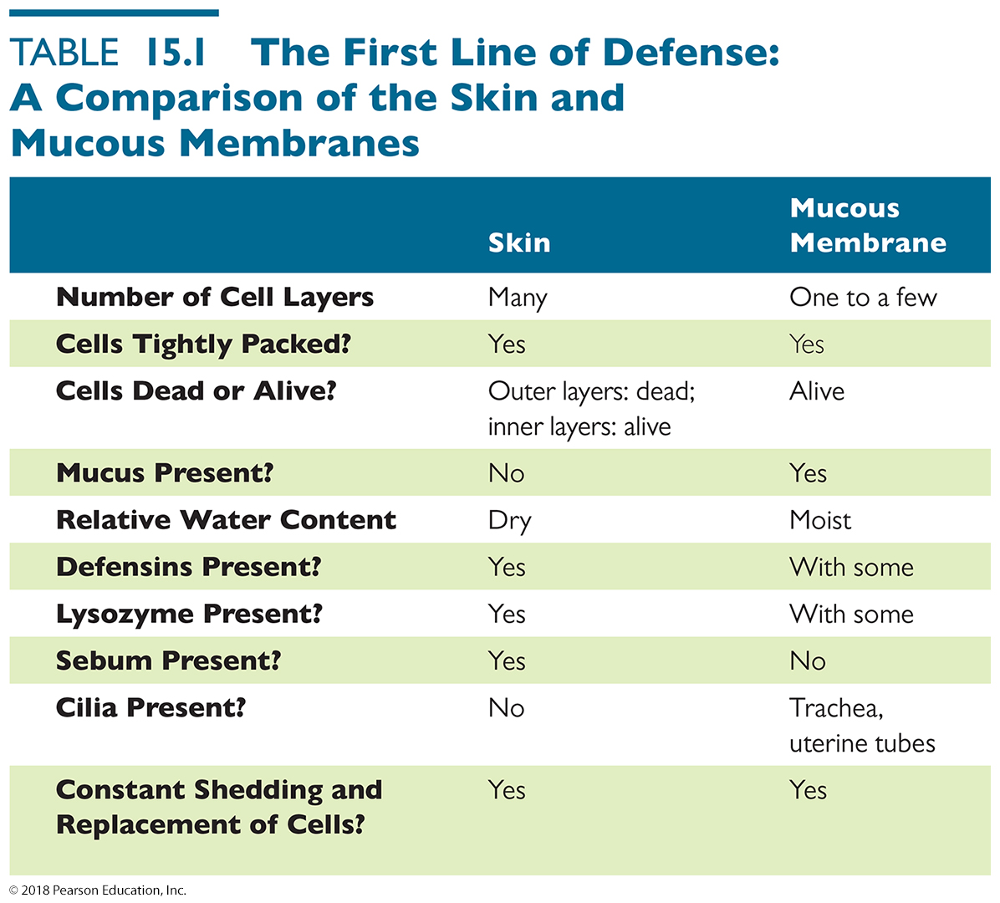 TABLE 15.1 The First Line of Defense:
A Comparison of the Skin and
Mucous Membranes
Skin Mucous
Membrane
Number of Cell Layers Many One to a few
Cells Tightly Packed? Yes Yes
Cells Dead or Alive? Outer layers: dead; Alive
inner layers: alive
Mucus Present? No Yes
Relative Water Content Dry Moist
Defensins Present? Yes With some
Lysozyme Present? Yes With some
Sebum Present? Yes No
Cilia Present? No Trachea,
uterine tubes
Constant Shedding and Yes Yes
Replacement of Cells?
© 2018 Pearson Education, Inc.